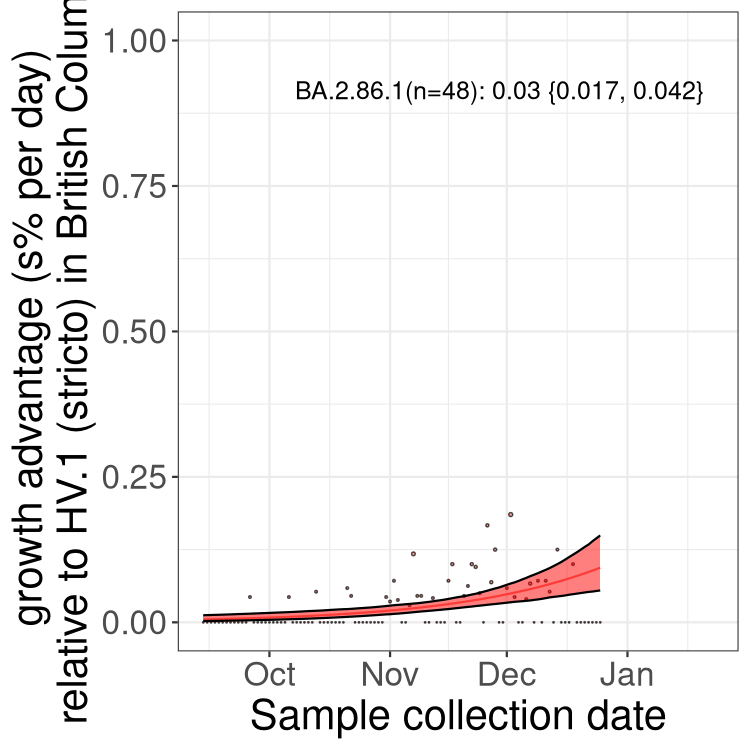 growth advantage (s% per day)
relative to HV.1 (stricto) in British Colum
1.00
0.75
0.50
0.25
0.00
BA.2.86.1(n=48): 0.03 {0.017, 0.042}
Oct Nov Dec Jan
Sample collection date